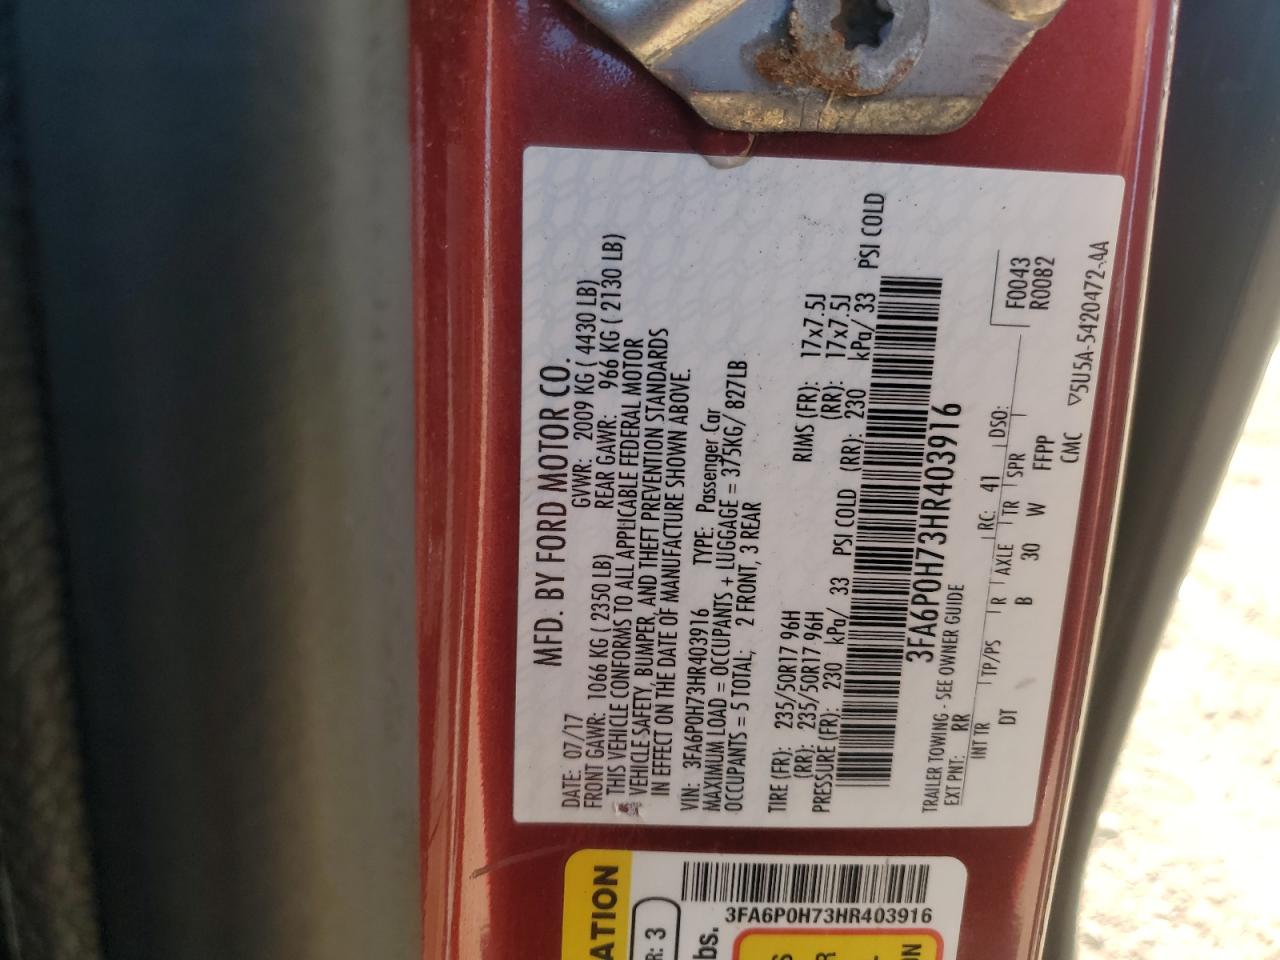 MFD. BY FORD MOTOR CO.
DATE: 07/17 GVWR: 2009 KG ( 4430 LB)
FRONT GAWR: 1066 KG ( 2350 LB) REAR GAWR: 966 KG ( 2130 LB)
THIS VEHICLE CONFORMS TO ALL APPLICABLE FEDERAL MOTOR
VEHICLE SAFETY, BUMPER, AND THEFT PREVENTION STANDARDS
IN EFFECT ON THE DATE OF MANUFACTURE SHOWN ABOVE.
VIN: 3FA6P0H73HR403916 TYPE: Passenger Car
MAXIMUM LOAD = OCCUPANTS + LUGGAGE = 375KG/ 827LB
OCCUPANTS = 5 TOTAL; 2 FRONT, 3 REAR
TIRE (FR): 235/50R17 96H RIMS (FR): 17x7.5J
(RR): 235/50R17 96H (RR): 17x7.5J
PRESSURE (FR): 230 kPa/ 33 PSI COLD (RR): 230 kPa/ 33 PSI COLD
3FA6P0H73HR403916
TRAILER TOWING - SEE OWNER GUIDE
EXT PNT: RR RC: 41 DSO: F0043
R0082
INT TR TP/PS R AXLE TR SPR
DT B 30 W FFPP
CMC ▽5U5A-5420472-AA
ATION
R: 3
bs.
3FA6P0H73HR403916
S
R
L
ON